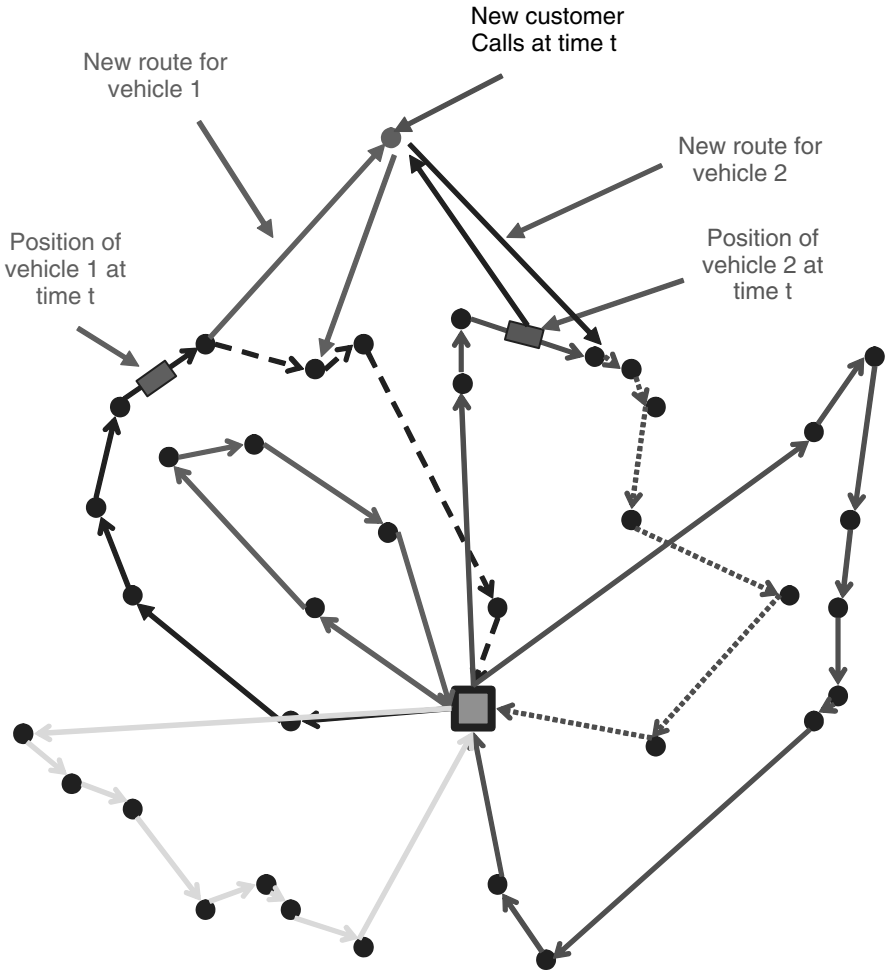 New customer
Calls at time t
New route for
vehicle 1
New route for
vehicle 2
Position of
vehicle 1 at
time t
Position of
vehicle 2 at
time t